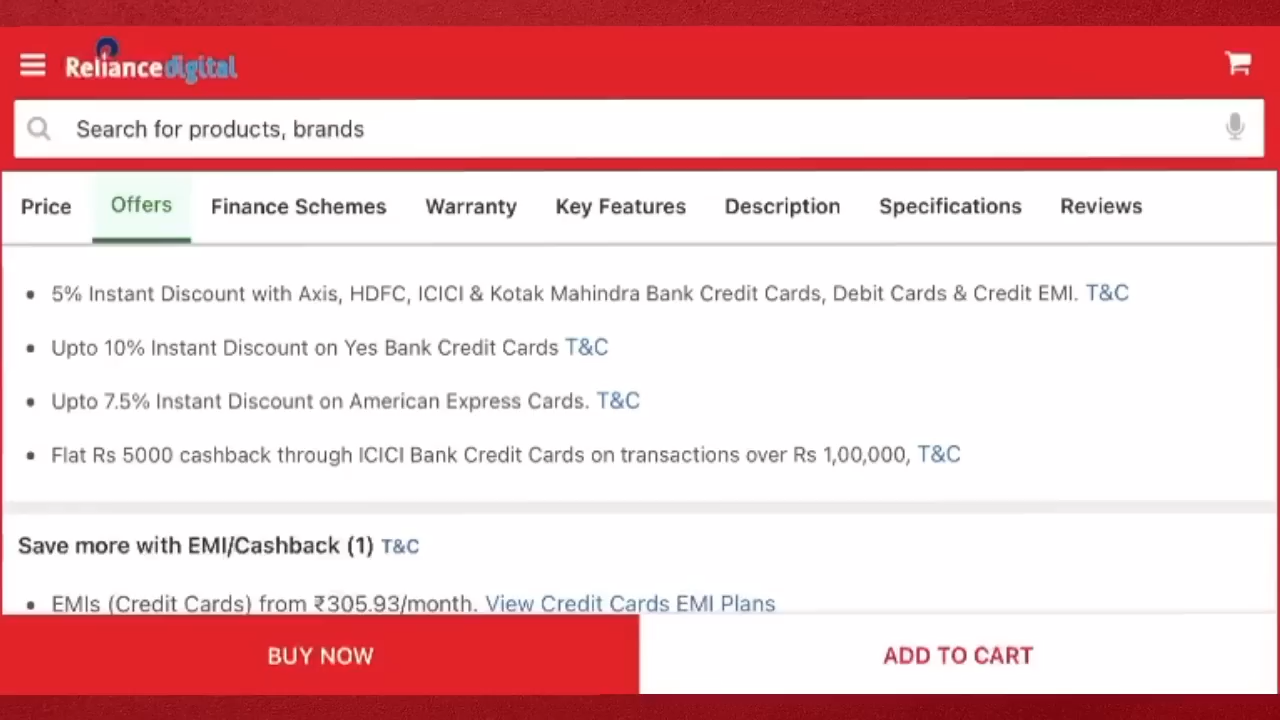 Reliance digital
Search for products, brands
Price Offers Finance Schemes Warranty Key Features Description Specifications Reviews
5% Instant Discount with Axis, HDFC, ICICI & Kotak Mahindra Bank Credit Cards, Debit Cards & Credit EMI. T&C
Upto 10% Instant Discount on Yes Bank Credit Cards T&C
Upto 7.5% Instant Discount on American Express Cards. T&C
Flat Rs 5000 cashback through ICICI Bank Credit Cards on transactions over Rs 1,00,000, T&C
Save more with EMI/Cashback (1) T&C
EMIs (Credit Cards) from ₹305.93/month. View Credit Cards EMI Plans
BUY NOW ADD TO CART